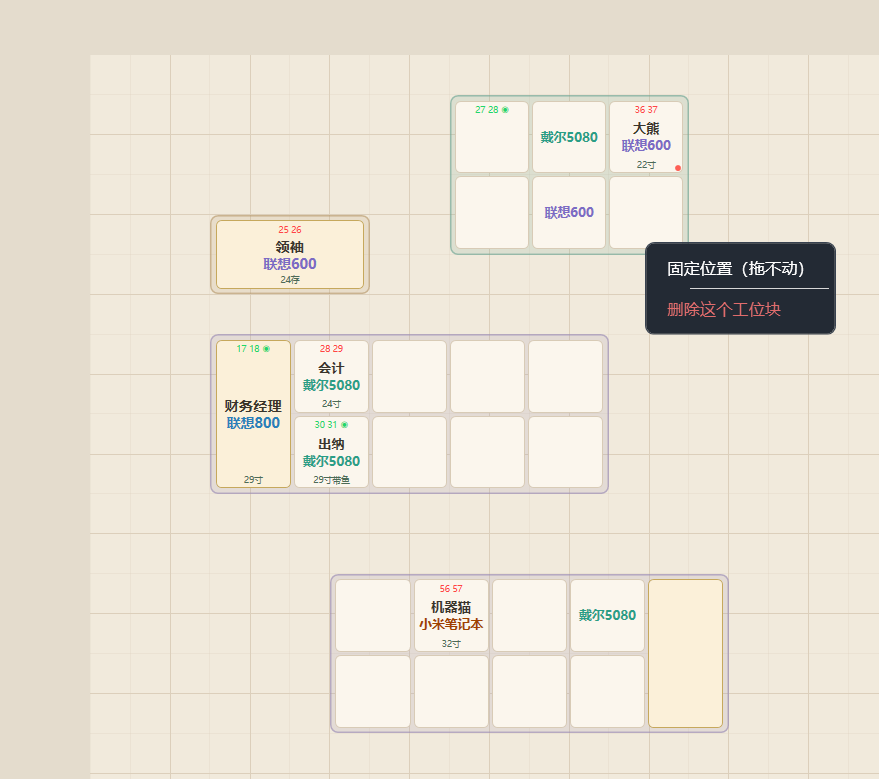 27 28
戴尔5080
36 37
大熊
联想600
22寸
联想600
25 26
领袖
联想600
24存
固定位置（拖不动）
删除这个工位块
17 18
财务经理
联想800
29寸
28 29
会计
戴尔5080
24寸
30 31
出纳
戴尔5080
29寸带鱼
56 57
机器猫
小米笔记本
32寸
戴尔5080